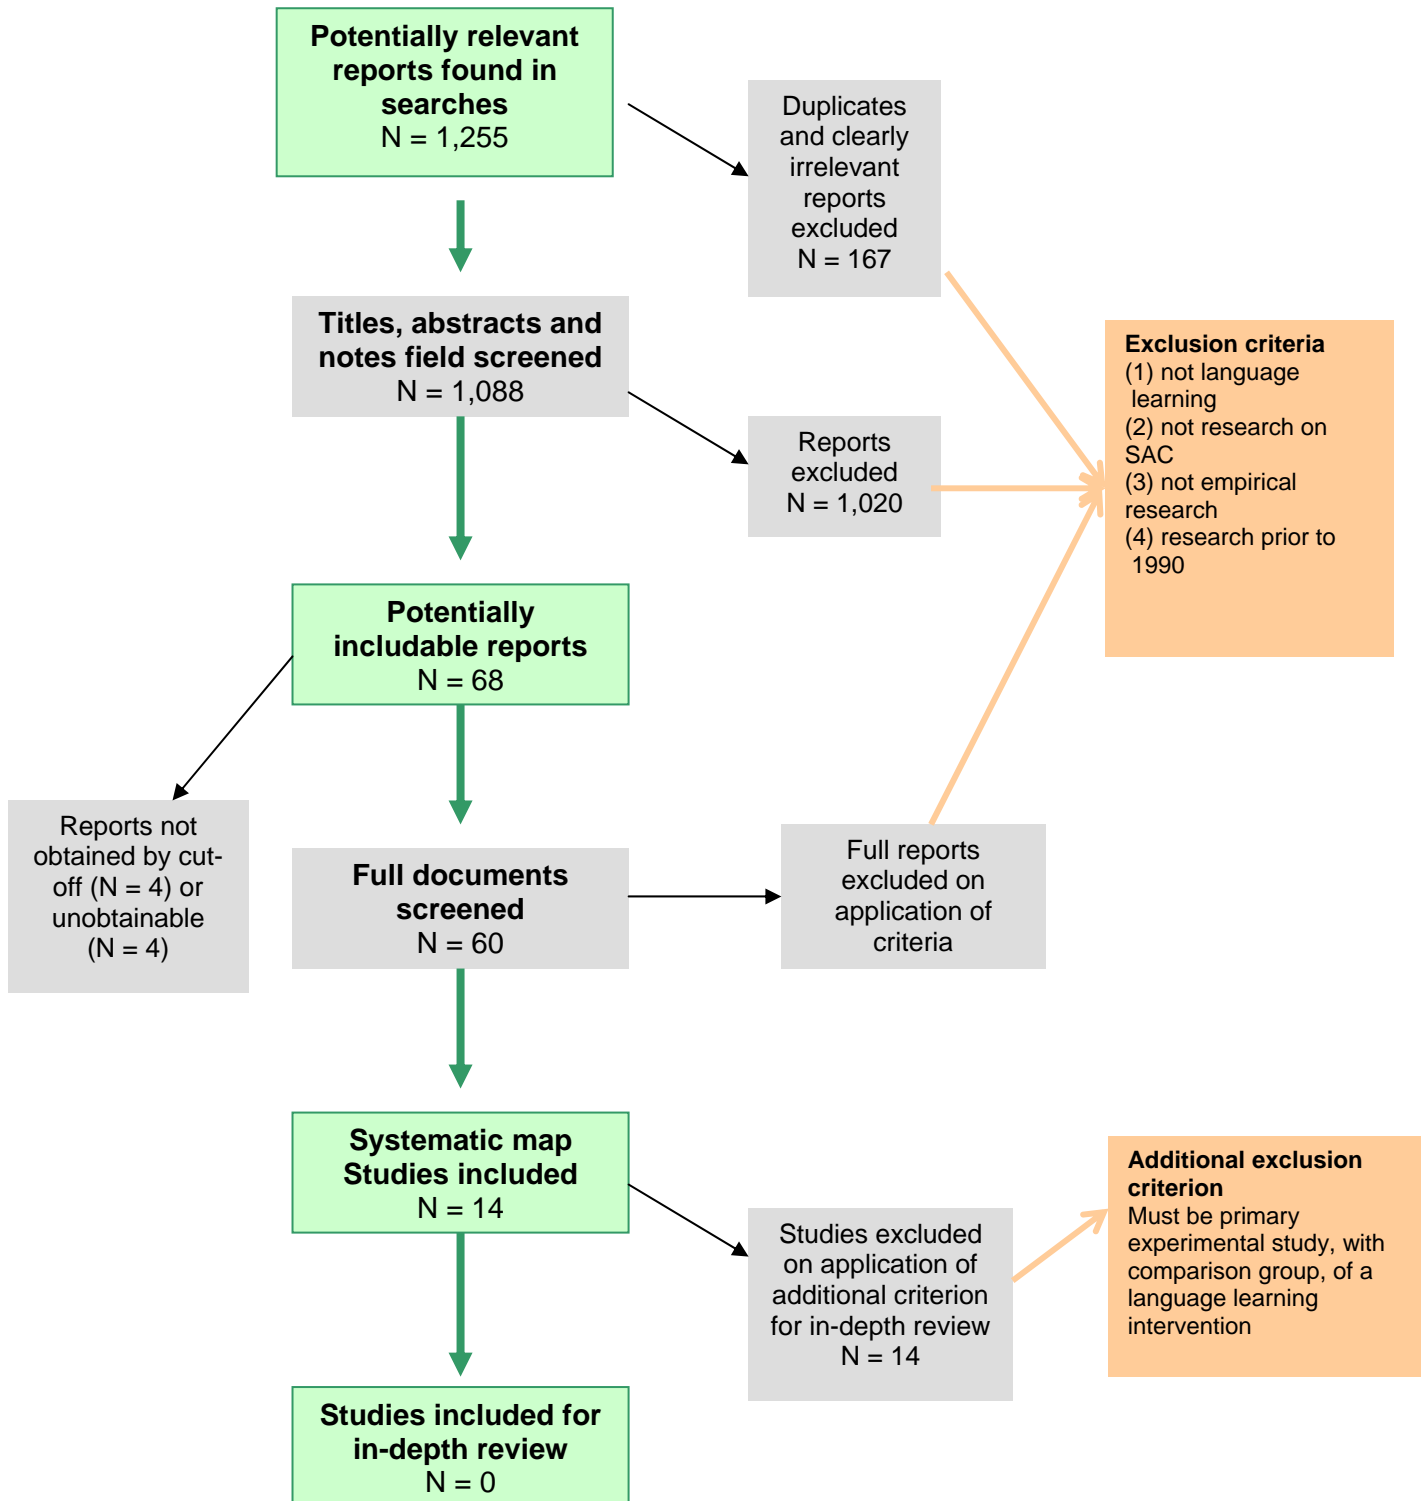 Potentially relevant
reports found in
searches
N = 1,255
Duplicates
and clearly
irrelevant
reports
excluded
N = 167
Titles, abstracts and
notes field screened
N = 1,088
Exclusion criteria
(1) not language
learning
(2) not research on
SAC
(3) not empirical
research
(4) research prior to
1990
Reports
excluded
N = 1,020
Potentially
includable reports
N = 68
Reports not
obtained by cut-
off (N = 4) or
unobtainable
(N = 4)
Full documents
screened
N = 60
Full reports
excluded on
application of
criteria
Systematic map
Studies included
N = 14
Studies excluded
on application of
additional criterion
for in-depth review
N = 14
Additional exclusion
criterion
Must be primary
experimental study, with
comparison group, of a
language learning
intervention
Studies included for
in-depth review
N = 0